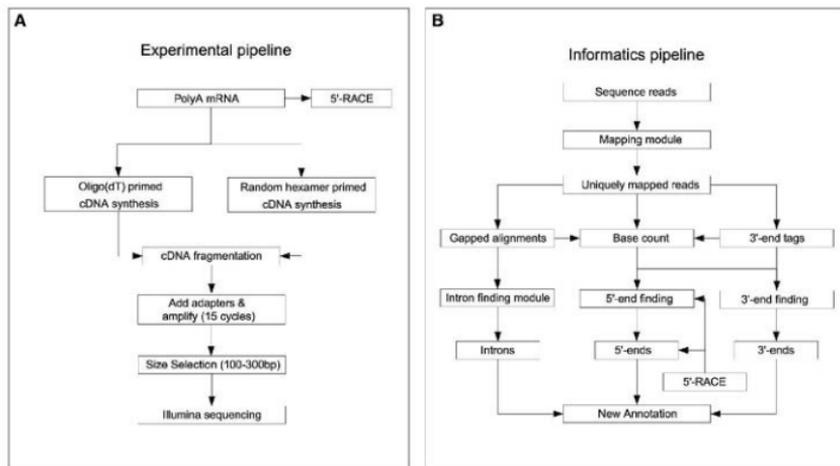 A
Experimental pipeline
PolyA mRNA
5'-RACE
Oligo(dT) primed
cDNA synthesis
Random hexamer primed
cDNA synthesis
cDNA fragmentation
Add adapters &
amplify (15 cycles)
Size Selection (100-300bp)
Illumina sequencing
B
Informatics pipeline
Sequence reads
Mapping module
Uniquely mapped reads
Gapped alignments
Base count
3'-end tags
Intron finding module
5'-end finding
3'-end finding
Introns
5'-ends
3'-ends
5'-RACE
New Annotation